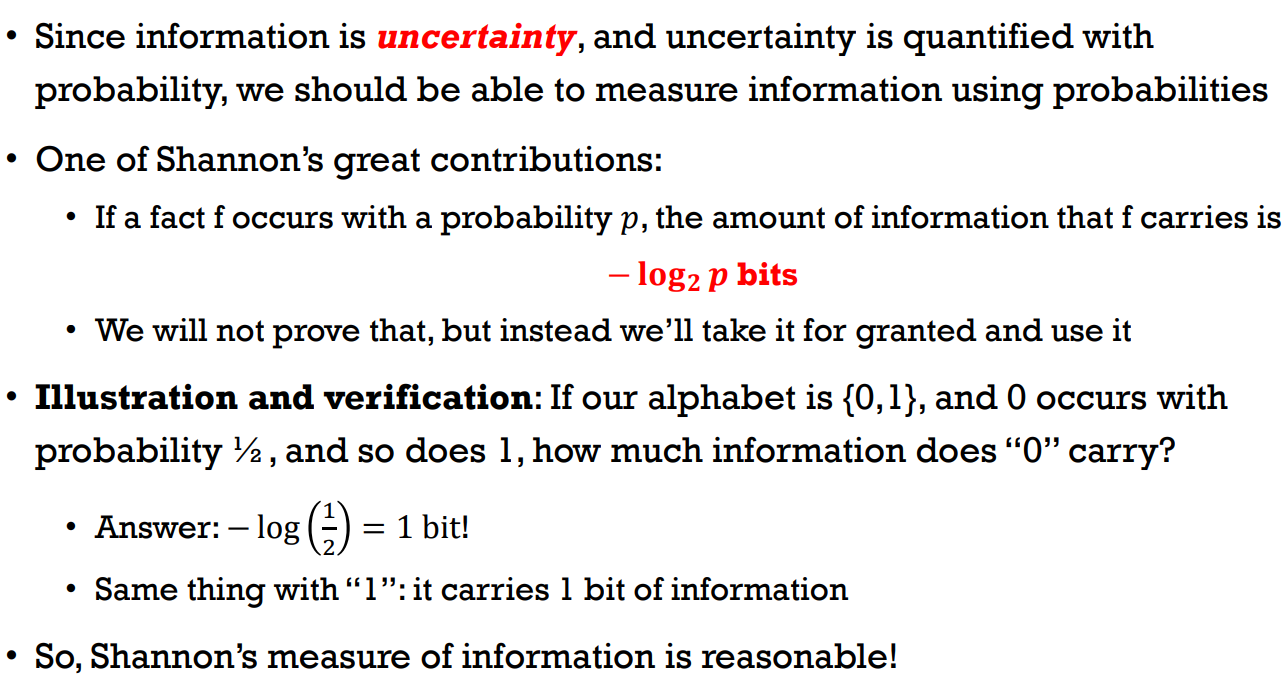 • Since information is uncertainty, and uncertainty is quantified with
probability, we should be able to measure information using probabilities
• One of Shannon’s great contributions:
• If a fact f occurs with a probability p, the amount of information that f carries is
− log₂ p bits
• We will not prove that, but instead we’ll take it for granted and use it
• Illustration and verification: If our alphabet is {0,1}, and 0 occurs with
probability ½, and so does 1, how much information does “0” carry?
• Answer: − log (1/2) = 1 bit!
• Same thing with “1”: it carries 1 bit of information
• So, Shannon’s measure of information is reasonable!